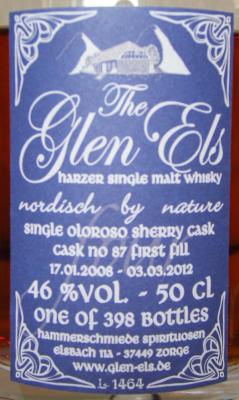 The
Glen Els
Harzer Single Malt Whisky
nordisch by nature
Single Oloroso Sherry Cask
Cask No 87 First Fill
17.01.2008 - 03.03.2012
46 %vol. - 50 cl
One of 398 Bottles
Hammerschmiede Spirituosen
Elsbach 11A - 37449 Zorge
www.glen-els.de
L- 1464